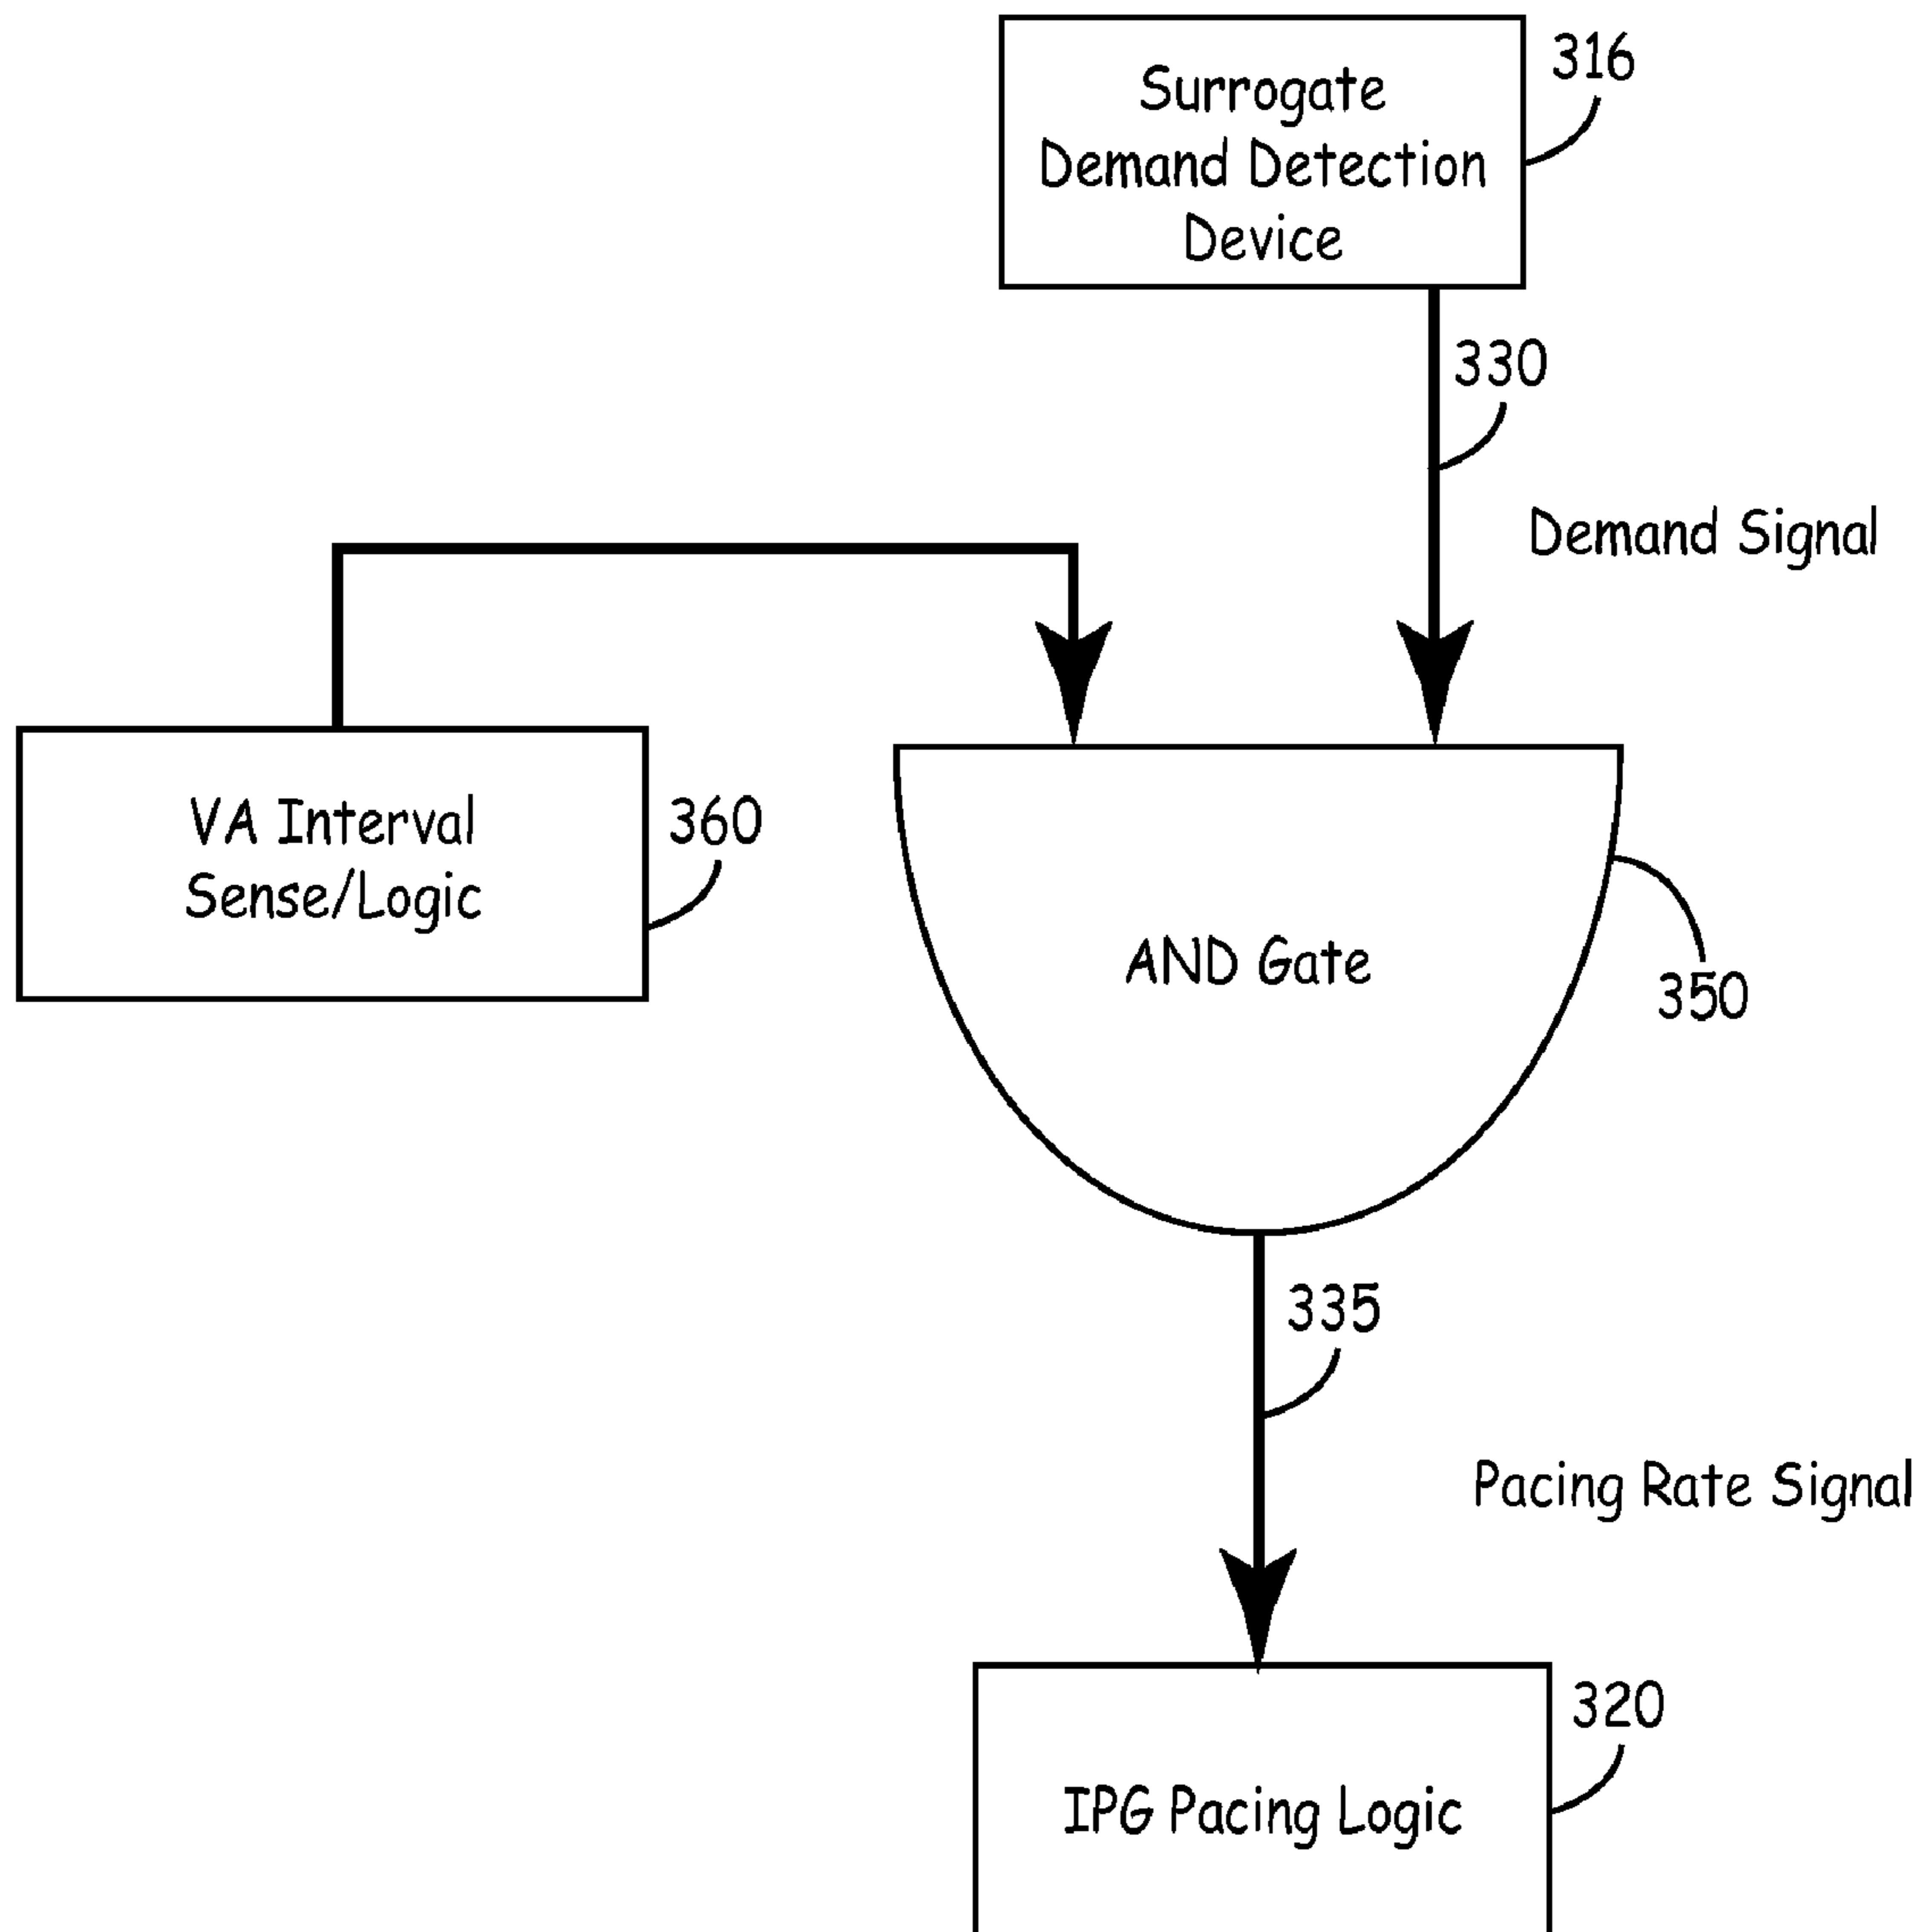 Surrogate
Demand Detection
Device
316
330
Demand Signal
VA Interval
Sense/Logic
360
AND Gate
350
335
Pacing Rate Signal
320
IPG Pacing Logic